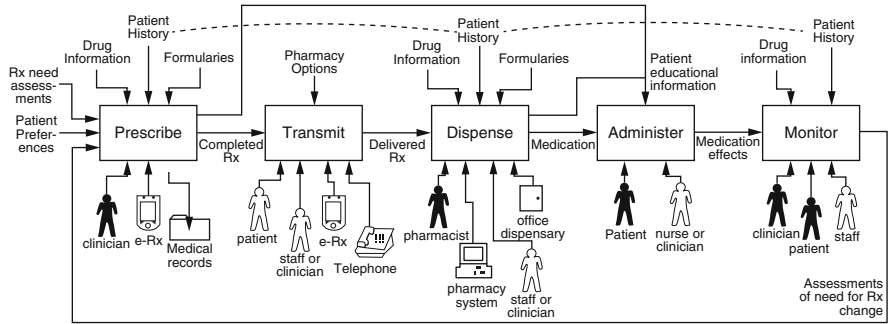 Patient
History
Drug
Information
Formularies
Rx need
assess-
ments
Patient
Prefer-
ences
Prescribe
Completed
Rx
clinician
e-Rx
Medical
records
Pharmacy
Options
Transmit
Delivered
Rx
patient
staff or
clinician
e-Rx
Telephone
Patient
History
Drug
Information
Formularies
Dispense
Medication
pharmacist
pharmacy
system
office
dispensary
staff or
clinician
Patient
educational
information
Administer
Medication
effects
Patient
nurse or
clinician
Patient
History
Drug
information
Monitor
clinician
patient
staff
Assessments
of need for Rx
change